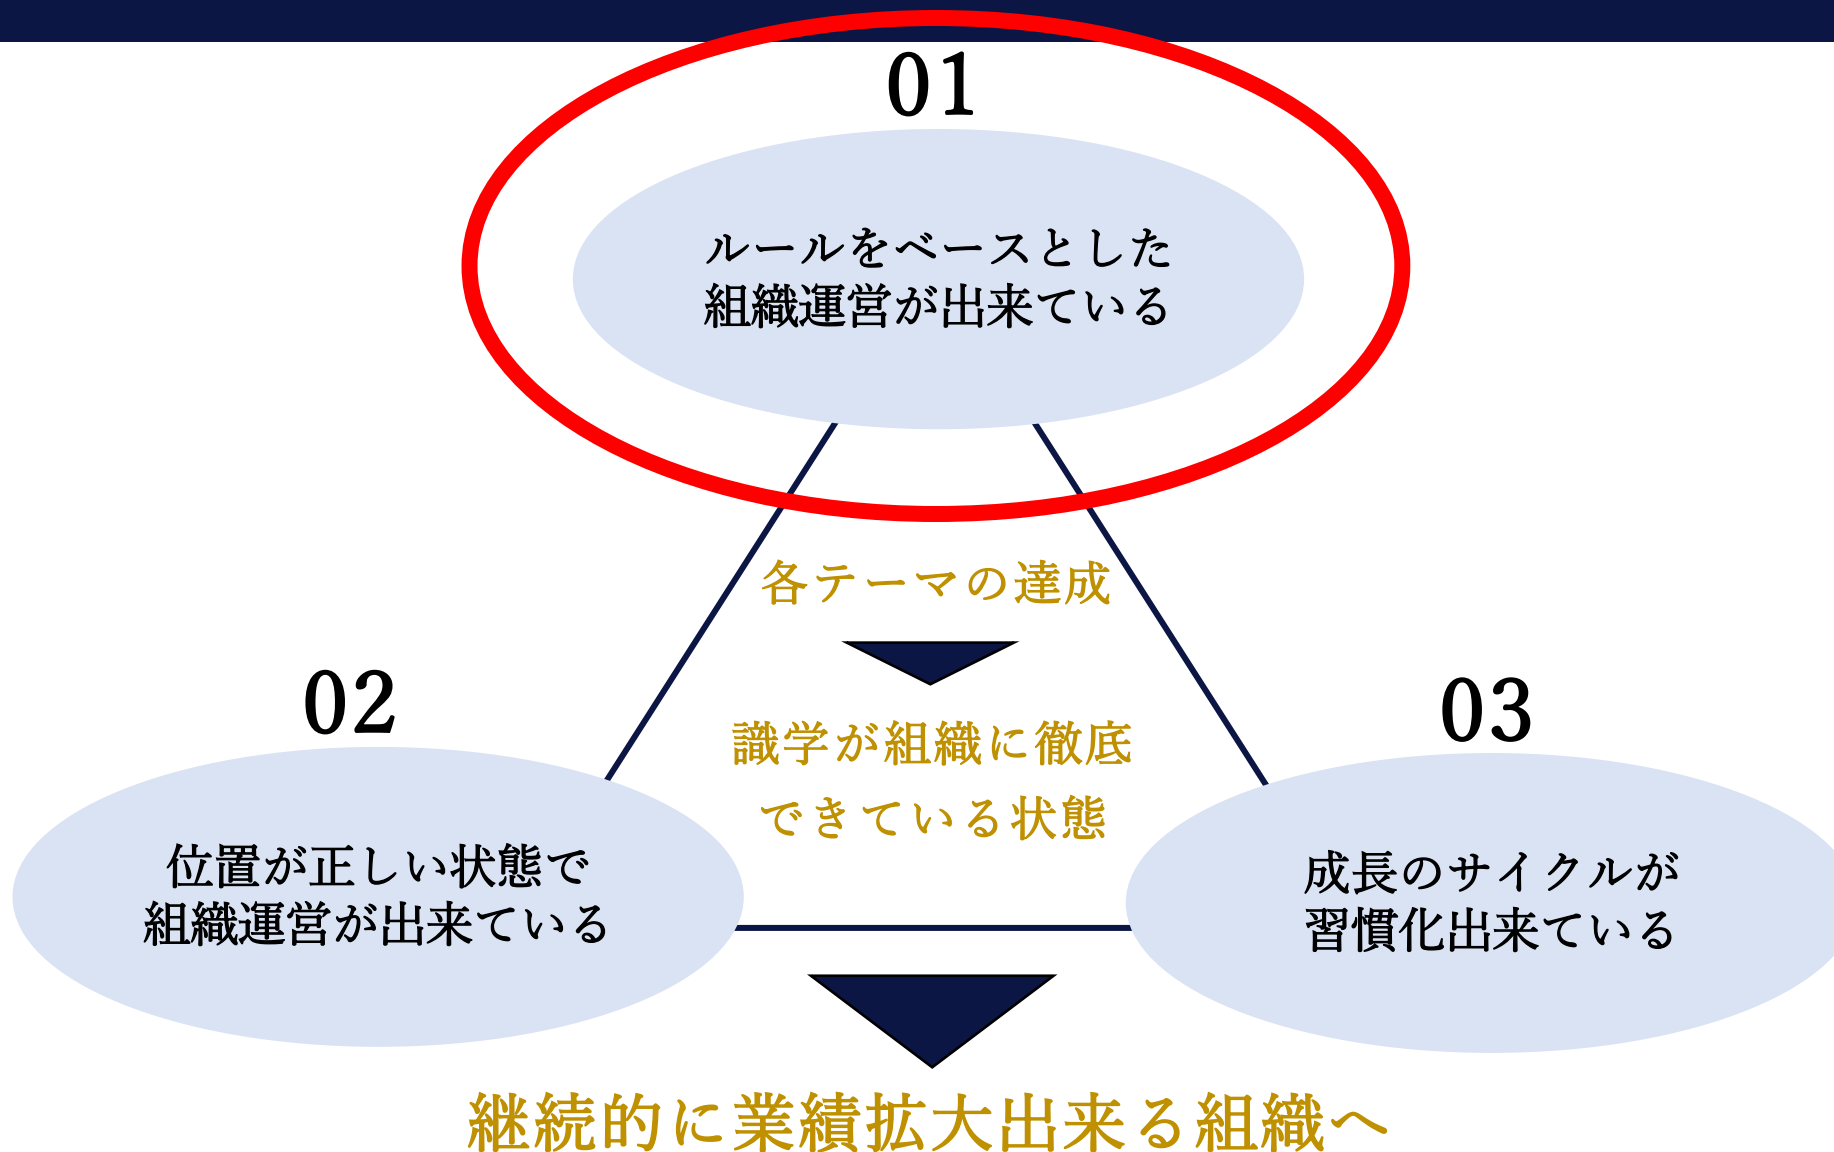 01
ルールをベースとした
組織運営が出来ている
各テーマの達成
識学が組織に徹底
できている状態
02
位置が正しい状態で
組織運営が出来ている
03
成長のサイクルが
習慣化出来ている
継続的に業績拡大出来る組織へ